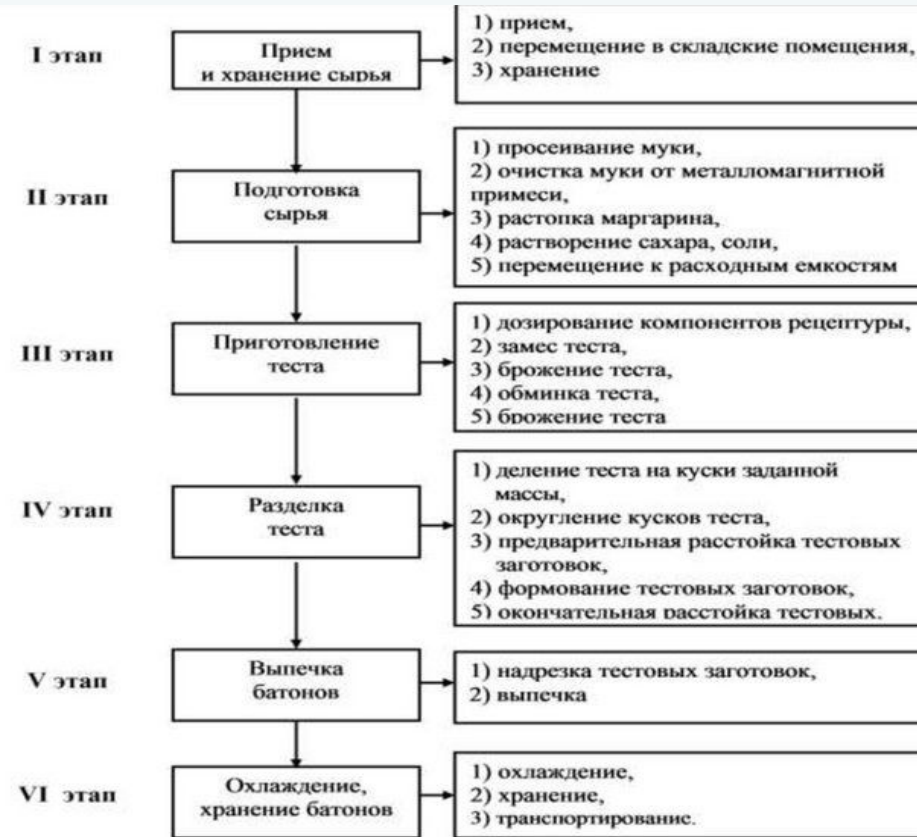 I этап
Прием
и хранение сырья
1) прием,
2) перемещение в складские помещения,
3) хранение
II этап
Подготовка
сырья
1) просеивание муки,
2) очистка муки от металломагнитной
примеси,
3) растопка маргарина,
4) растворение сахара, соли,
5) перемещение к расходным емкостям
III этап
Приготовление
теста
1) дозирование компонентов рецептуры,
2) замес теста,
3) брожение теста,
4) обминка теста,
5) брожение теста
IV этап
Разделка
теста
1) деление теста на куски заданной
массы,
2) округление кусков теста,
3) предварительная расстойка тестовых
заготовок,
4) формование тестовых заготовок,
5) окончательная расстойка тестовых.
V этап
Выпечка
батонов
1) надрезка тестовых заготовок,
2) выпечка
VI этап
Охлаждение,
хранение батонов
1) охлаждение,
2) хранение,
3) транспортирование.